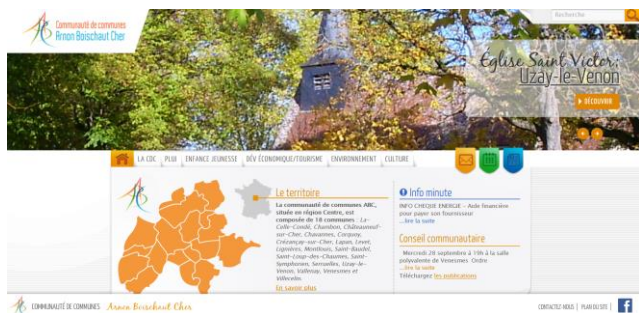 Communauté de communes
Arnon Boischaut Cher
Recherche
Église Saint Victor :
Uzay-le-Venon
DÉCOUVRIR
LA CDC
PLUI
ENFANCE JEUNESSE
DÉV ÉCONOMIQUE/TOURISME
ENVIRONNEMENT
CULTURE
Le territoire
La communauté de communes ABC,
située en région Centre, est
composée de 18 communes : La-
Celle-Condé, Chambon, Châteauneuf-
sur-Cher, Chavannes, Corquoy,
Crézançay-sur-Cher, Lapan, Levet,
Lignières, Montlouis, Saint-Baudel,
Saint-Loup-des-Chaumes, Saint-
Symphorien, Serruelles, Uzay-le-
Venon, Vallenay, Venesmes et
Villecelin.
En savoir plus
Info minute
INFO CHEQUE ENERGIE – Aide financière
pour payer son fournisseur
...lire la suite
Conseil communautaire
Mercredi 28 septembre à 19h à la salle
polyvalente de Venesmes Ordre
...lire la suite
Téléchargez les publications
COMMUNAUTÉ DE COMMUNES Arnon Boischaut Cher
CONTACTEZ-NOUS | PLAN DU SITE |